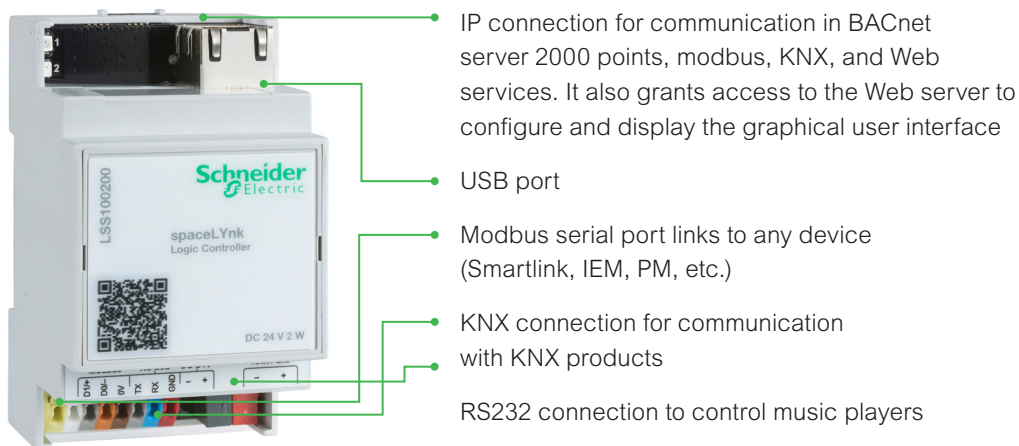 IP connection for communication in BACnet
server 2000 points, modbus, KNX, and Web
services. It also grants access to the Web server to
configure and display the graphical user interface
USB port
Modbus serial port links to any device
(Smartlink, IEM, PM, etc.)
KNX connection for communication
with KNX products
RS232 connection to control music players
1
2
LSS100200
Schneider
Electric
spaceLYnk
Logic Controller
DC 24 V 2 W
D1/+
D0/–
0V
TX
RX
GND
–
+
–
+